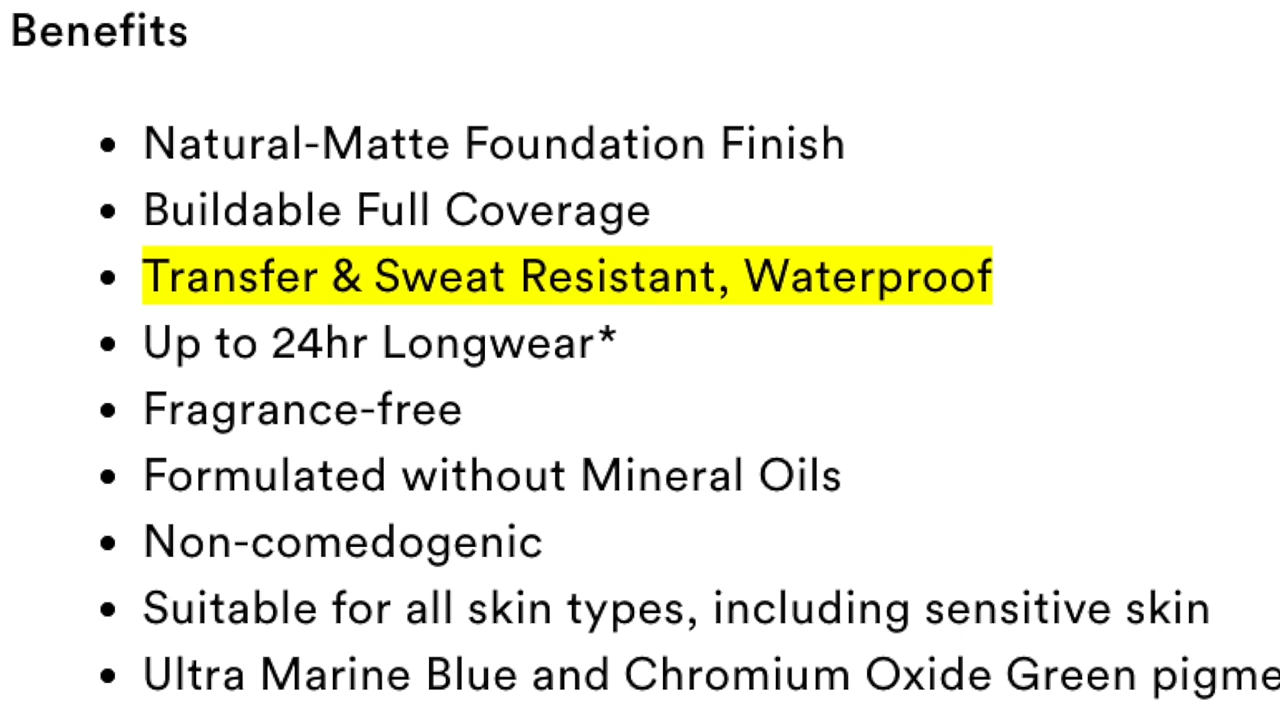 Benefits
Natural-Matte Foundation Finish
Buildable Full Coverage
Transfer & Sweat Resistant, Waterproof
Up to 24hr Longwear*
Fragrance-free
Formulated without Mineral Oils
Non-comedogenic
Suitable for all skin types, including sensitive skin
Ultra Marine Blue and Chromium Oxide Green pigme